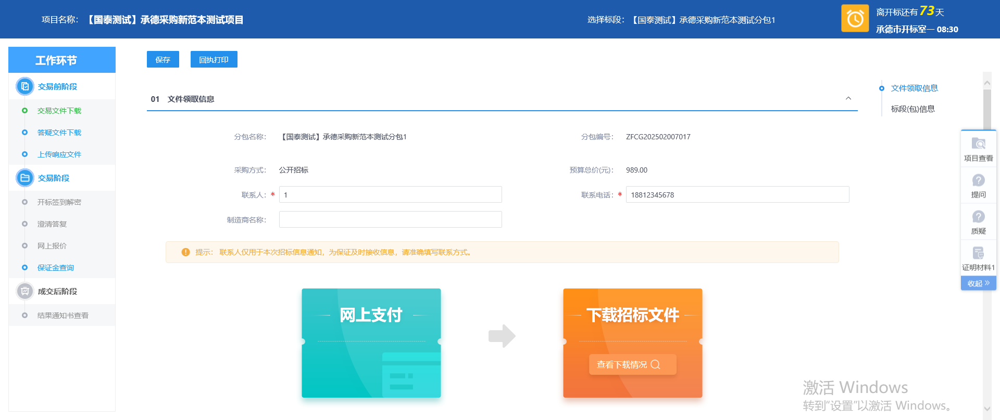 项目名称： 【国泰测试】承德采购新范本测试项目
选择标段： 【国泰测试】承德采购新范本测试分包1
离开标还有73天
承德市开标室一 08:30
工作环节
交易前阶段
交易文件下载
答疑文件下载
上传响应文件
交易阶段
开标签到解密
澄清答复
网上报价
保证金查询
成交后阶段
结果通知书查看
保存
回执打印
01 文件领取信息
分包名称： 【国泰测试】承德采购新范本测试分包1
分包编号： ZFCG202502007017
采购方式： 公开招标
预算总价(元)： 989.00
联系人：* 1
联系电话：* 18812345678
制造商名称：
提示： 联系人仅用于本次招标信息通知，为保证及时接收信息，请准确填写联系方式。
网上支付
下载招标文件
查看下载情况
文件领取信息
标段(包)信息
项目查看
提问
质疑
证明材料1
收起
激活 Windows
转到“设置”以激活 Windows。